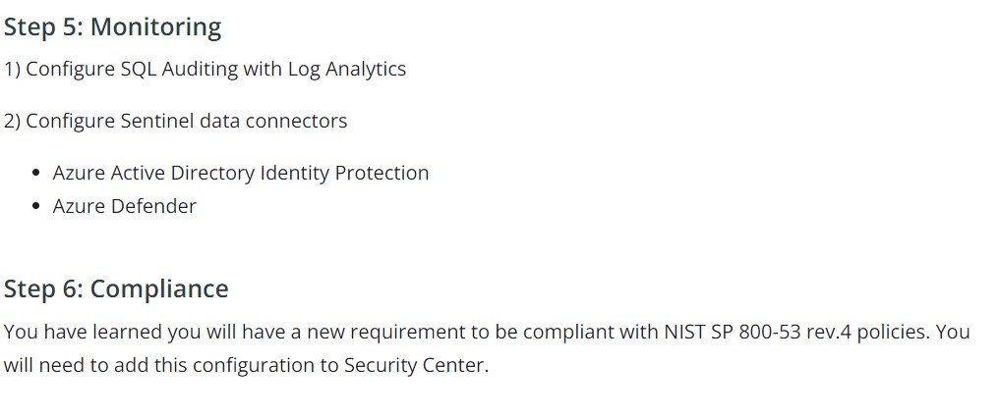 Step 5: Monitoring
1) Configure SQL Auditing with Log Analytics
2) Configure Sentinel data connectors
• Azure Active Directory Identity Protection
• Azure Defender
Step 6: Compliance
You have learned you will have a new requirement to be compliant with NIST SP 800-53 rev.4 policies. You
will need to add this configuration to Security Center.